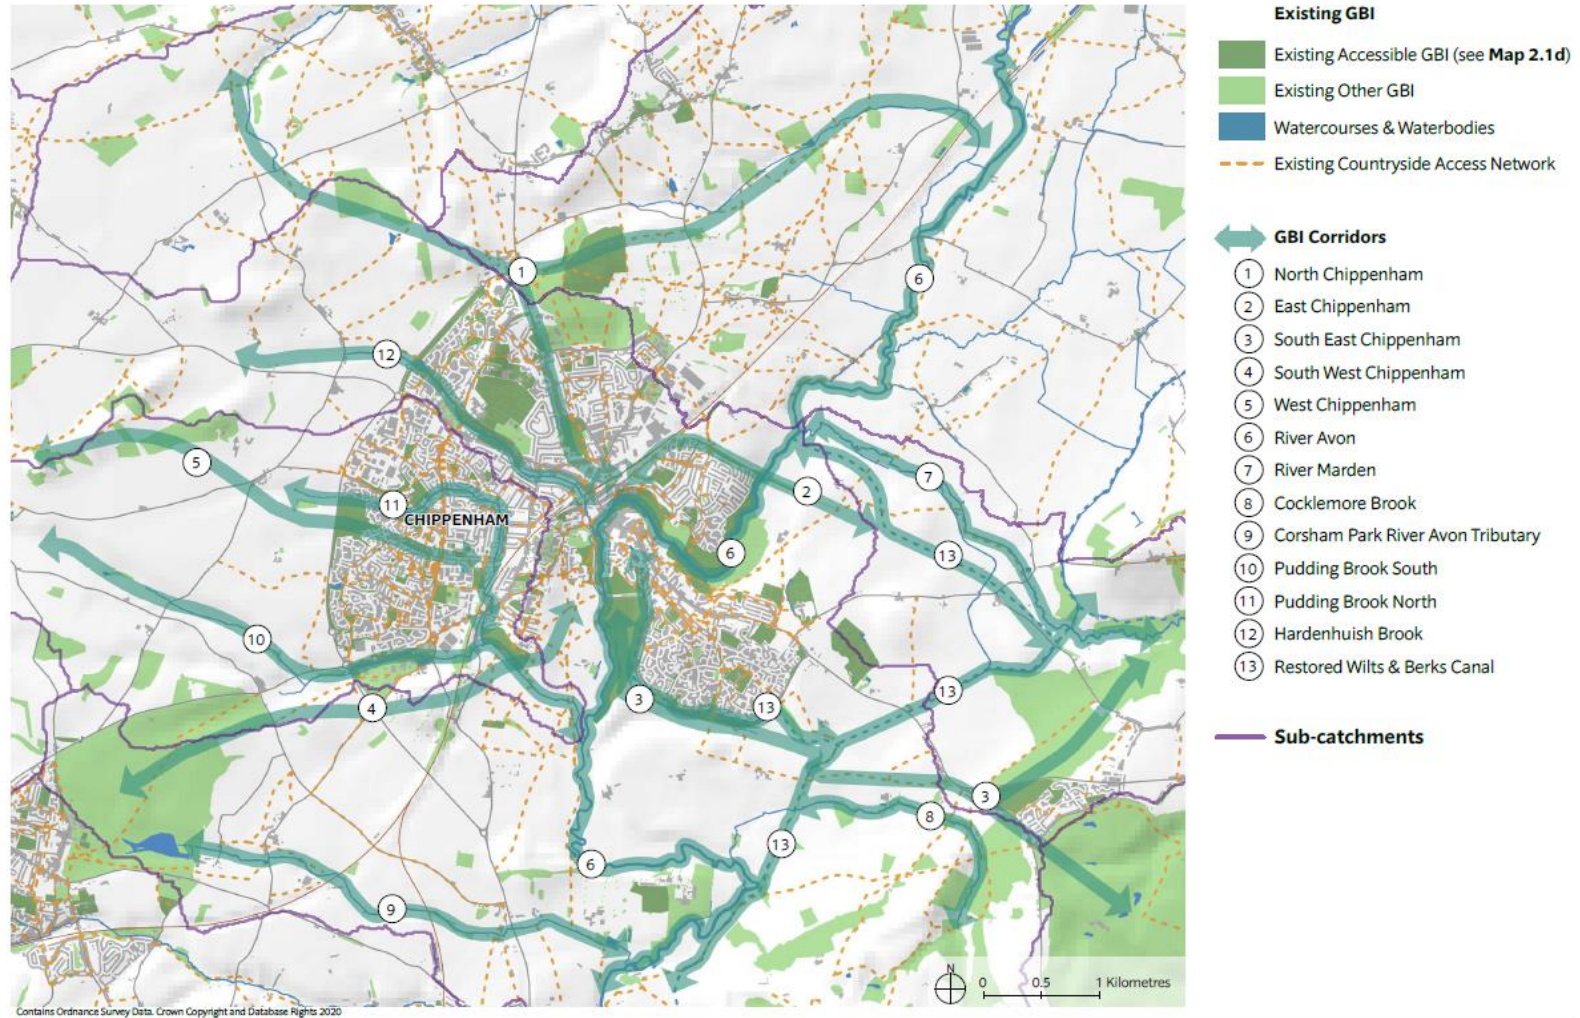 Existing GBI
Existing Accessible GBI (see Map 2.1d)
Existing Other GBI
Watercourses & Waterbodies
Existing Countryside Access Network
GBI Corridors
1 North Chippenham
2 East Chippenham
3 South East Chippenham
4 South West Chippenham
5 West Chippenham
6 River Avon
7 River Marden
8 Cocklemore Brook
9 Corsham Park River Avon Tributary
10 Pudding Brook South
11 Pudding Brook North
12 Hardenhuish Brook
13 Restored Wilts & Berks Canal
Sub-catchments
1
6
12
5
7
2
11
CHIPPENHAM
6
13
10
13
3
13
4
3
8
13
6
9
N
0 0.5 1 Kilometres
Contains Ordnance Survey Data. Crown Copyright and Database Rights 2020